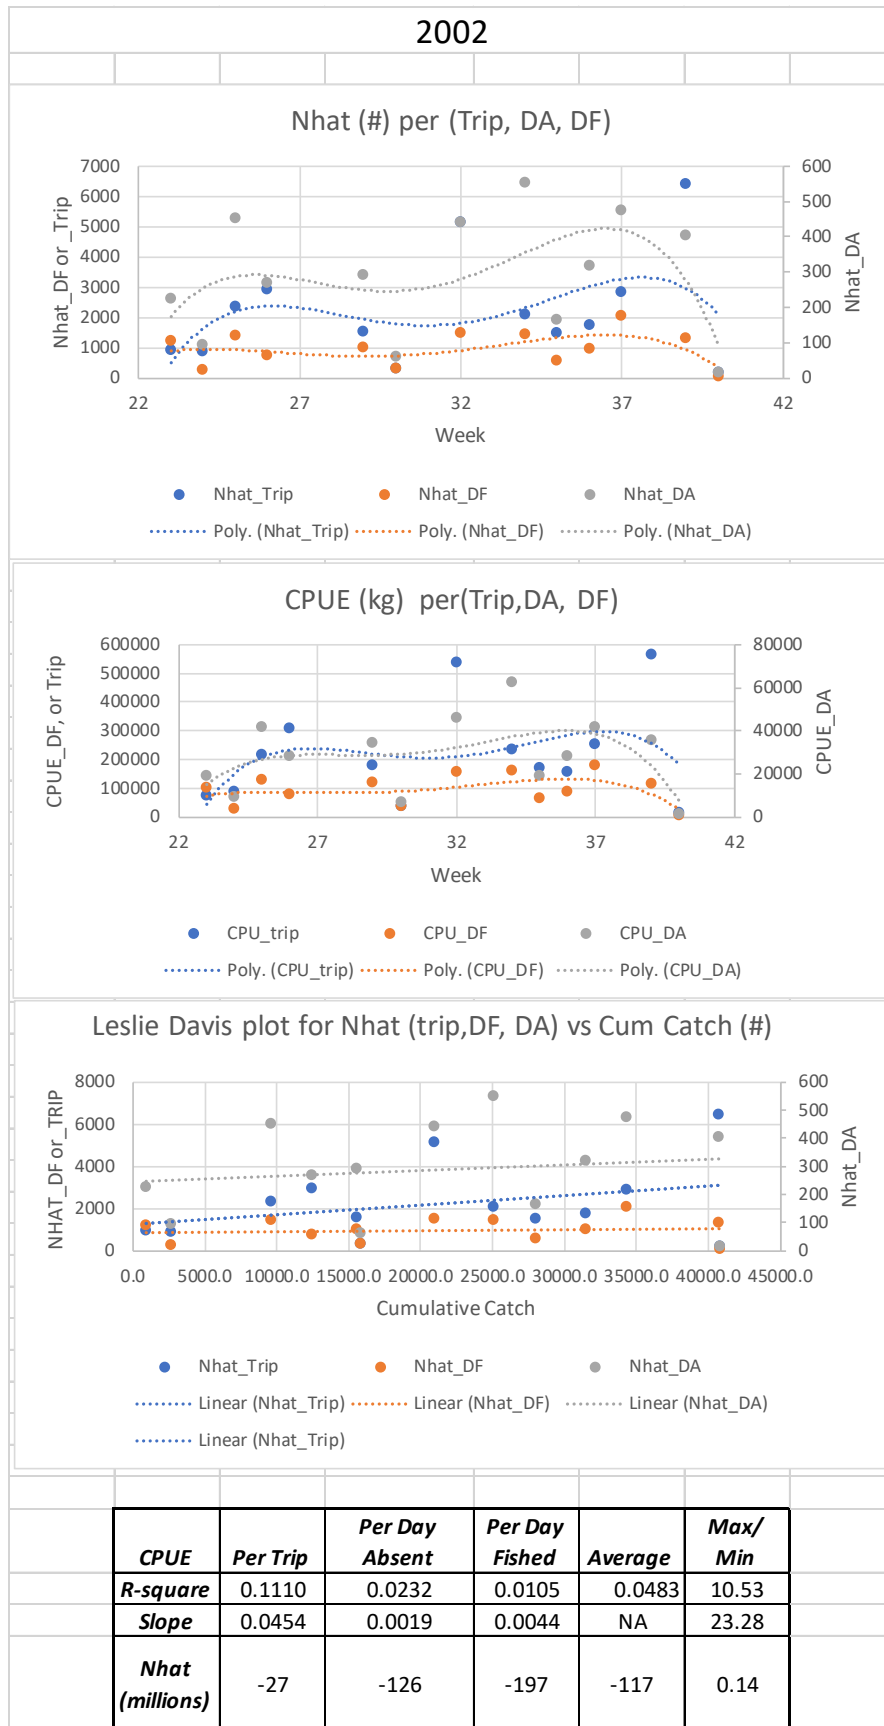 2002
Nhat (#) per (Trip, DA, DF)
7000 600
6000 500
5000 400
4000 300
3000 200
2000 100
1000 0
0
22 27 32 37 42
Nhat_DF or _Trip
Nhat_DA
Week
Nhat_Trip Nhat_DF Nhat_DA
Poly. (Nhat_Trip) Poly. (Nhat_DF) Poly. (Nhat_DA)
CPUE (kg) per(Trip,DA, DF)
600000 80000
500000 60000
400000 40000
300000 20000
200000 0
100000
0
22 27 32 37 42
CPUE_DF, or Trip
CPUE_DA
Week
CPU_trip CPU_DF CPU_DA
Poly. (CPU_trip) Poly. (CPU_DF) Poly. (CPU_DA)
Leslie Davis plot for Nhat (trip,DF, DA) vs Cum Catch (#)
8000 600
6000 500
4000 400
2000 300
0 200
100
0
0.0 5000.0 10000.0 15000.0 20000.0 25000.0 30000.0 35000.0 40000.0 45000.0
NHAT_DF or_TRIP
Nhat_DA
Cumulative Catch
Nhat_Trip Nhat_DF Nhat_DA
Linear (Nhat_Trip) Linear (Nhat_DF) Linear (Nhat_DA)
Linear (Nhat_Trip)
CPUE Per Trip Per Day Absent Per Day Fished Average Max/ Min
R-square 0.1110 0.0232 0.0105 0.0483 10.53
Slope 0.0454 0.0019 0.0044 NA 23.28
Nhat (millions) -27 -126 -197 -117 0.14